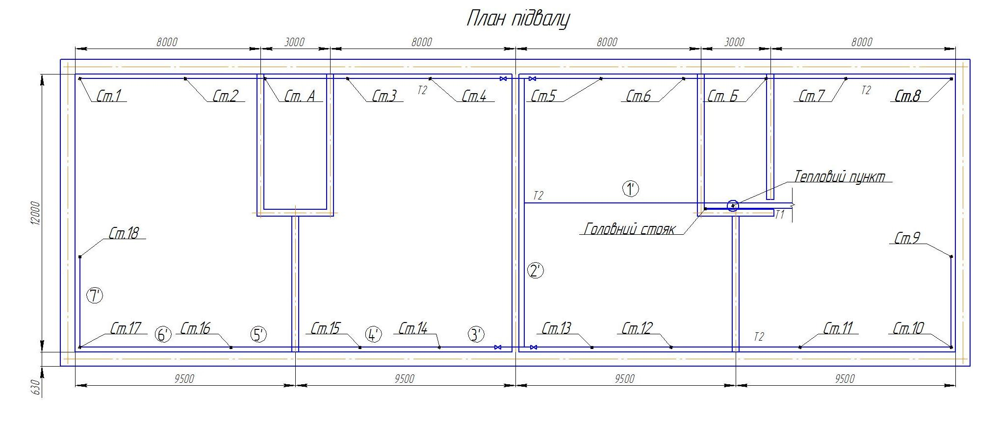 План підвалу
8000 3000 8000 8000 3000 8000
Ст.1 Ст.2 Ст. А Ст.3 Т2 Ст.4 Ст.5 Ст.6 Ст. Б Ст.7 Т2 Ст.8
Тепловий пункт
1'
Т2
12000
Т1
Головний стояк
Ст.18
Ст.9
2'
7'
Ст.17 6' Ст.16 5' Ст.15 4' Ст.14 3' Ст.13 Ст.12 Т2 Ст.11 Ст.10
630
9500 9500 9500 9500